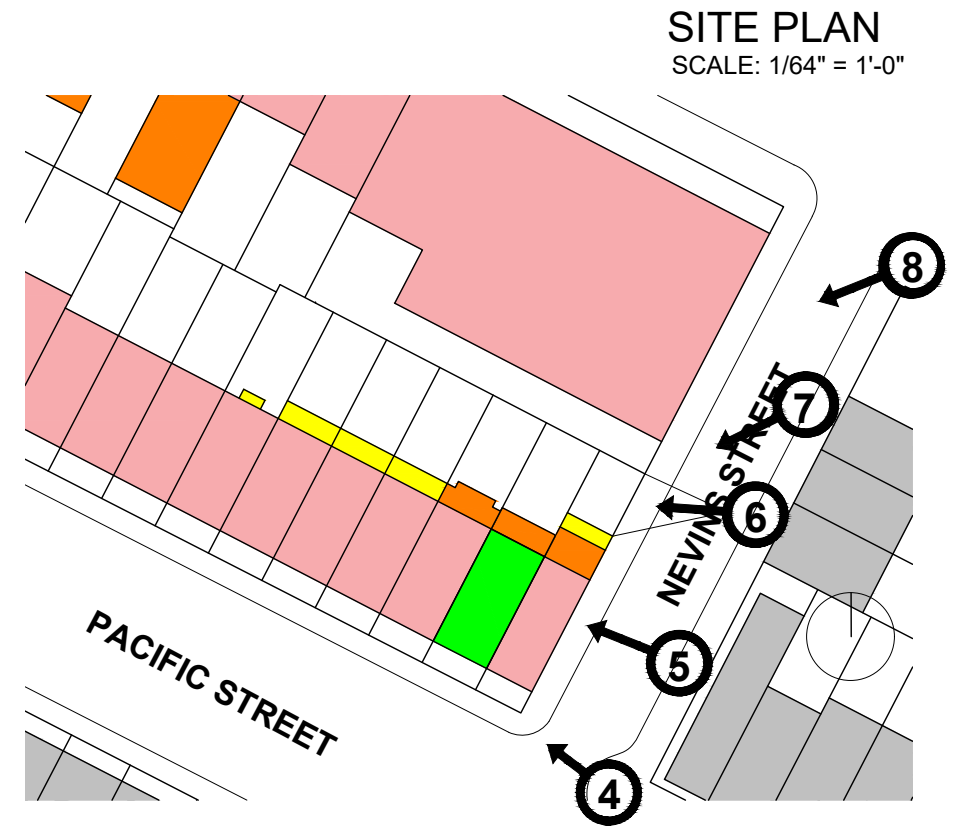 SITE PLAN
SCALE: 1/64" = 1'-0"
8
7
NEVINS STREET
6
5
PACIFIC STREET
4